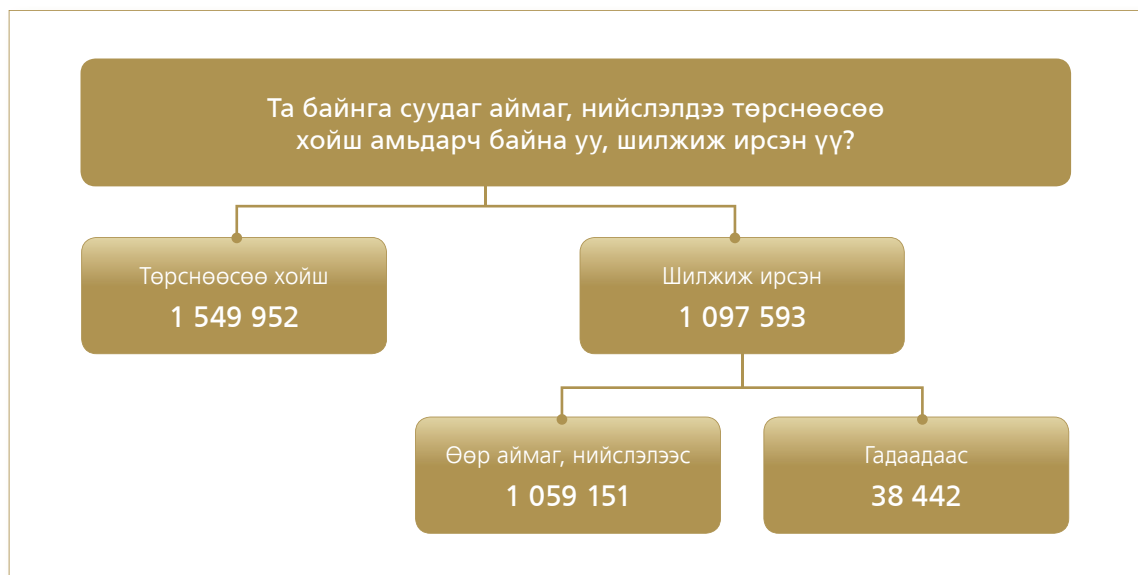 Та байнга суудаг аймаг, нийслэлдээ төрснөөсөө
хойш амьдарч байна уу, шилжиж ирсэн үү?
Төрснөөсөө хойш
1 549 952
Шилжиж ирсэн
1 097 593
Өөр аймаг, нийслэлээс
1 059 151
Гадаадаас
38 442